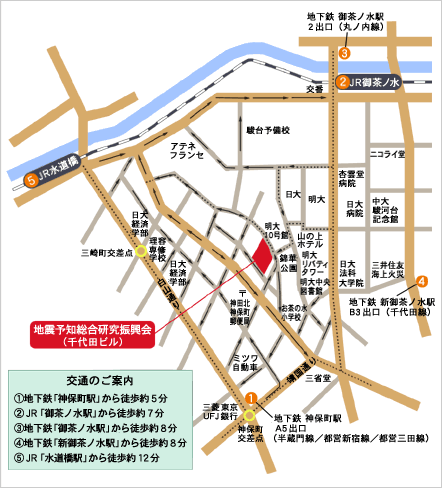 地下鉄 御茶ノ水駅
2出口（丸ノ内線）
③
②JR御茶ノ水
交番
駿台予備校
アテネ
フランセ
ニコライ堂
杏雲堂
病院
⑤JR水道橋
日大
明大
日大
病院
中大
駿河台
記念館
日大
経済
学部
理容
専修
学校
三崎町交差点
日大
経済
学部
明大
10号館
山の上
ホテル
錦華
公園
明大
リバティ
タワー
日大
法科
大学院
三井住友
海上火災
④
明大中央
図書館
白山通り
〒
神田北
神保町
郵便局
お茶の水
小学校
地下鉄 新御茶ノ水駅
B3出口（千代田線）
地震予知総合研究振興会
（千代田ビル）
ミツワ
自動車
靖国通り
三省堂
交通のご案内
①地下鉄「神保町駅」から徒歩約5分
②JR「御茶ノ水駅」から徒歩約7分
③地下鉄「御茶ノ水駅」から徒歩約8分
④地下鉄「新御茶ノ水駅」から徒歩約8分
⑤JR「水道橋駅」から徒歩約12分
①
三菱東京
UFJ銀行
神保町
交差点
地下鉄 神保町駅
A5出口
（半蔵門線／都営新宿線／都営三田線）